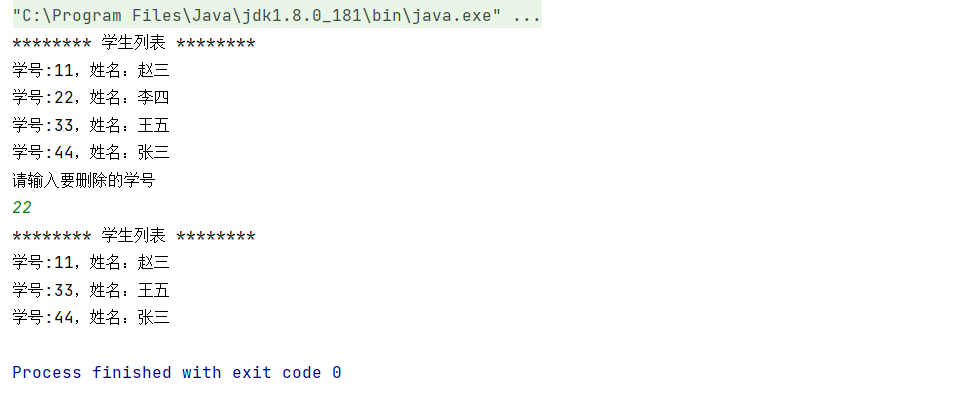 "C:\Program Files\Java\jdk1.8.0_181\bin\java.exe" ...
******** 学生列表 ********
学号:11，姓名：赵三
学号:22，姓名：李四
学号:33，姓名：王五
学号:44，姓名：张三
请输入要删除的学号
22
******** 学生列表 ********
学号:11，姓名：赵三
学号:33，姓名：王五
学号:44，姓名：张三
Process finished with exit code 0